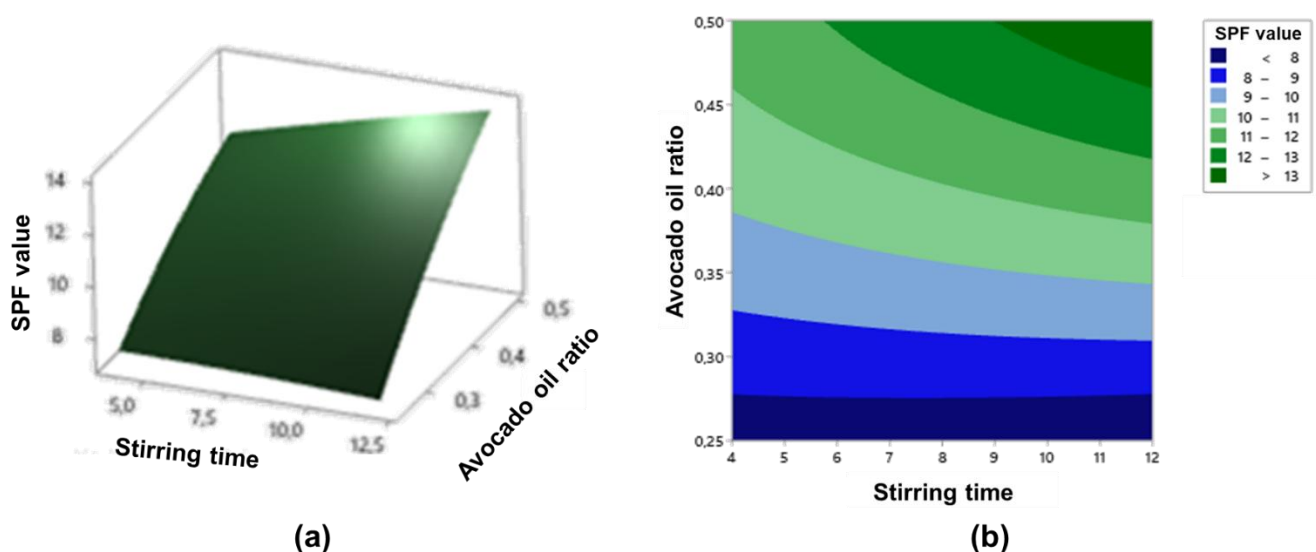 14
12
10
8
SPF value
5,0
7,5
10,0
12,5
Stirring time
0,3
0,4
0,5
Avocado oil ratio
(a)
0,50
0,45
0,40
0,35
0,30
0,25
Avocado oil ratio
4 5 6 7 8 9 10 11 12
Stirring time
(b)
SPF value
< 8
8 – 9
9 – 10
10 – 11
11 – 12
12 – 13
> 13